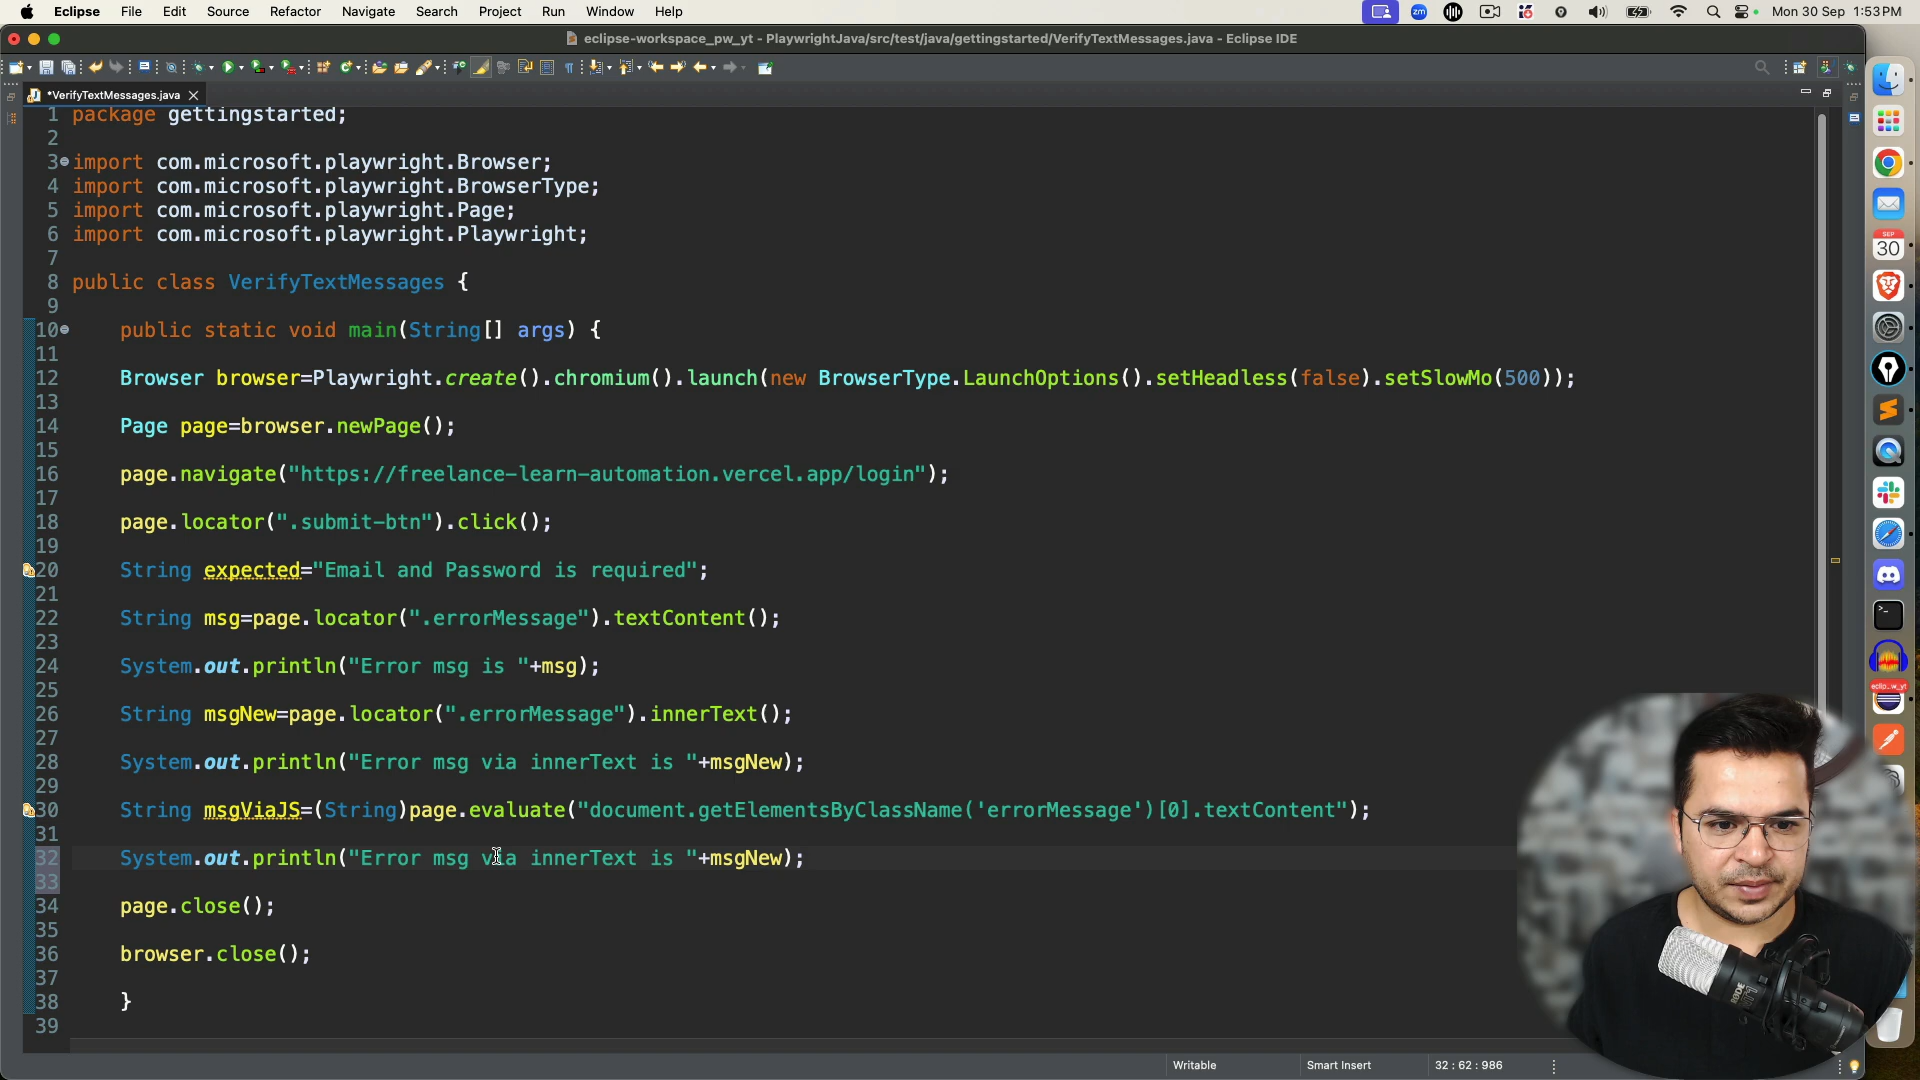 Eclipse File Edit Source Refactor Navigate Search Project Run Window Help
zm
Mon 30 Sep 1:53PM
eclipse-workspace_pw_yt - PlaywrightJava/src/test/java/gettingstarted/VerifyTextMessages.java - Eclipse IDE
*VerifyTextMessages.java
1 package gettingstarted;
2
3 import com.microsoft.playwright.Browser;
4 import com.microsoft.playwright.BrowserType;
5 import com.microsoft.playwright.Page;
6 import com.microsoft.playwright.Playwright;
7
8 public class VerifyTextMessages {
9
10 public static void main(String[] args) {
11
12 Browser browser=Playwright.create().chromium().launch(new BrowserType.LaunchOptions().setHeadless(false).setSlowMo(500));
13
14 Page page=browser.newPage();
15
16 page.navigate("https://freelance-learn-automation.vercel.app/login");
17
18 page.locator(".submit-btn").click();
19
20 String expected="Email and Password is required";
21
22 String msg=page.locator(".errorMessage").textContent();
23
24 System.out.println("Error msg is "+msg);
25
26 String msgNew=page.locator(".errorMessage").innerText();
27
28 System.out.println("Error msg via innerText is "+msgNew);
29
30 String msgViaJS=(String)page.evaluate("document.getElementsByClassName('errorMessage')[0].textContent");
31
32 System.out.println("Error msg via innerText is "+msgNew);
33
34 page.close();
35
36 browser.close();
37
38 }
39
SEP
30
eclip...w_yt
RODE
Writable Smart Insert 32 : 62 : 986